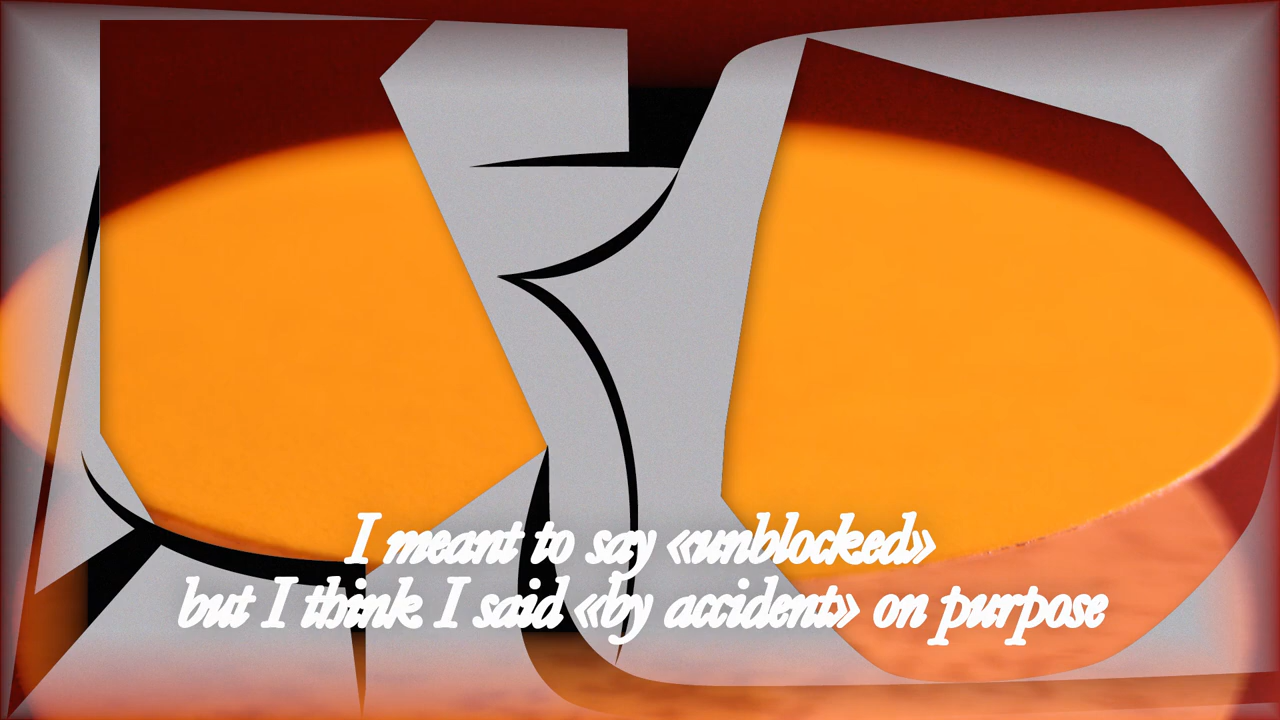 I meant to say «unblocked»
but I think I said «by accident» on purpose